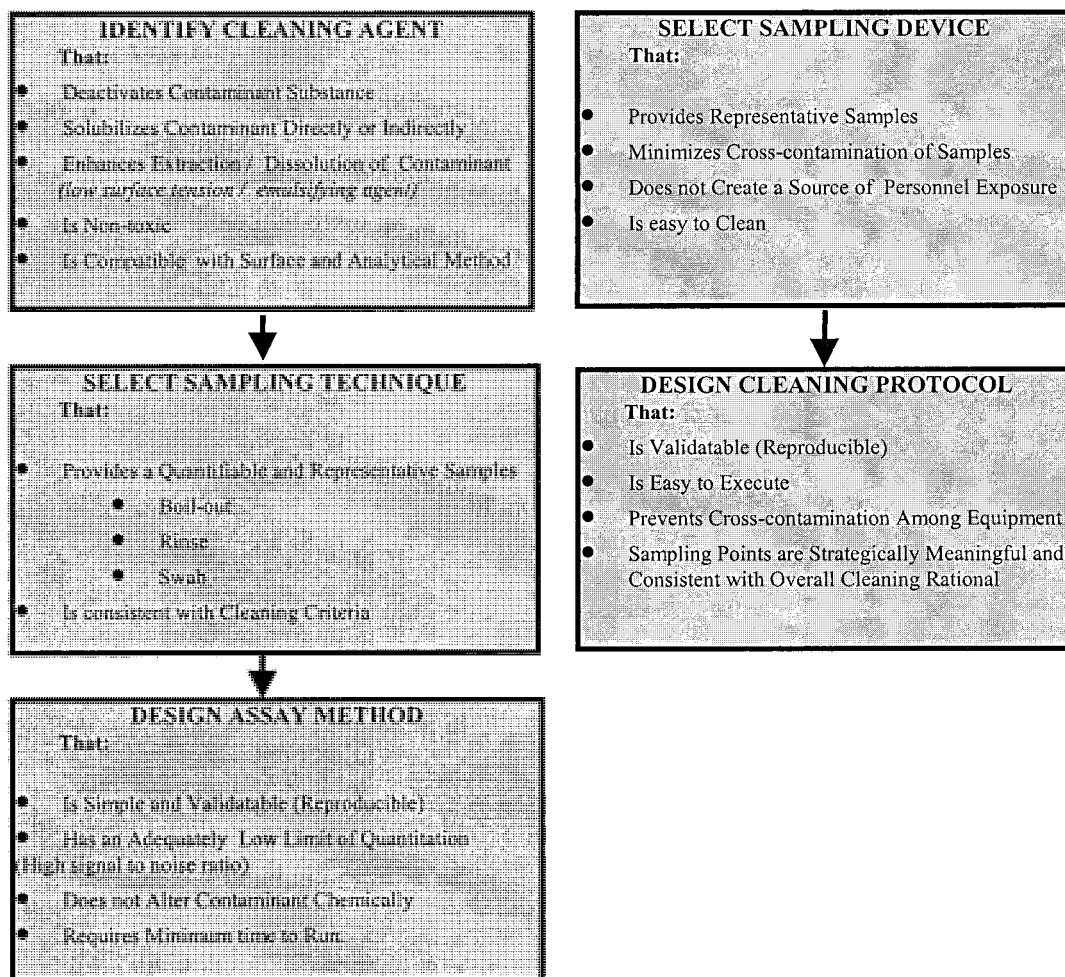 IDENTIFY CLEANING AGENT
That:
• Deactivates Contaminant Substance
• Solubilizes Contaminant Directly or Indirectly
• Enhances Extraction / Dissolution of Contaminant
(low surface tension / emulsifying agent)
• Is Non-toxic
• Is Compatible with Surface and Analytical Method
SELECT SAMPLING TECHNIQUE
That:
• Provides a Quantifiable and Representative Samples
• Boil-out
• Rinse
• Swab
• Is consistent with Cleaning Criteria
DESIGN ASSAY METHOD
That:
• Is Simple and Validatable (Reproducible)
• Has an Adequately Low Limit of Quantitation
(High signal to noise ratio)
• Does not Alter Contaminant Chemically
• Requires Minimum time to Run
SELECT SAMPLING DEVICE
That:
• Provides Representative Samples
• Minimizes Cross-contamination of Samples
• Does not Create a Source of Personnel Exposure
• Is easy to Clean
DESIGN CLEANING PROTOCOL
That:
• Is Validatable (Reproducible)
• Is Easy to Execute
• Prevents Cross-contamination Among Equipment
• Sampling Points are Strategically Meaningful and
Consistent with Overall Cleaning Rational